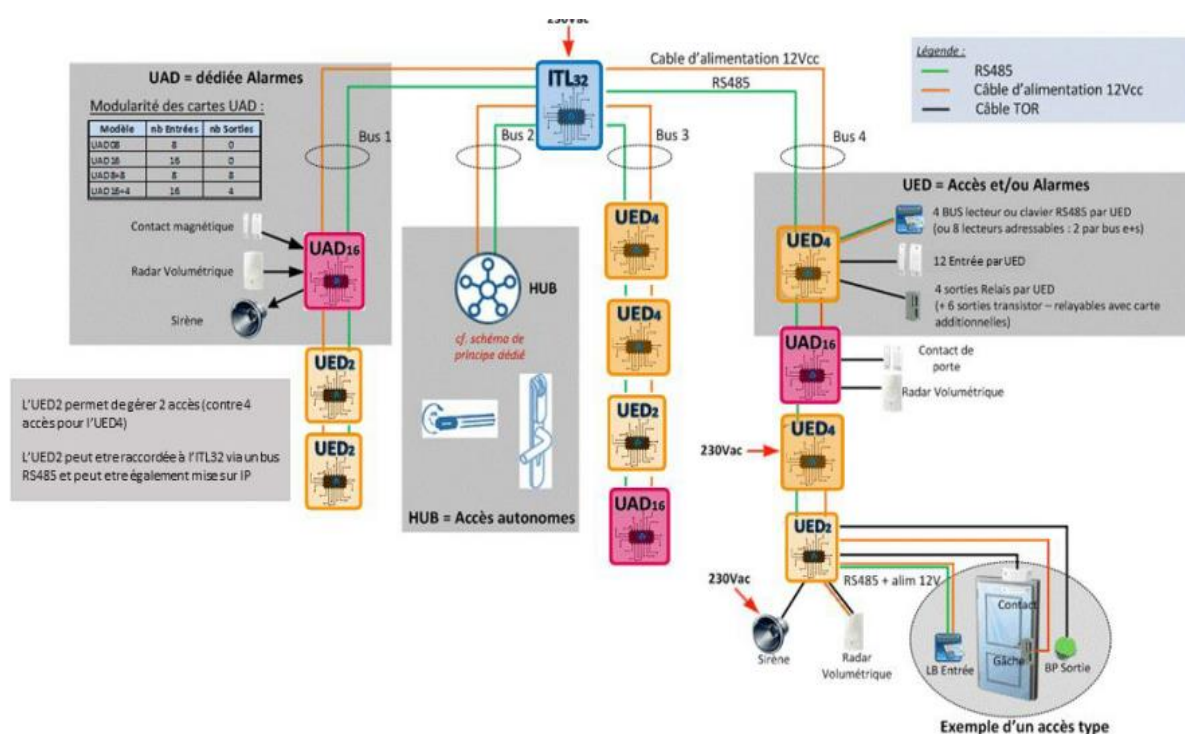 230Vac
Cable d'alimentation 12Vcc
RS485
Légende :
RS485
Câble d'alimentation 12Vcc
Câble TOR
ITL32
UAD = dédiée Alarmes
Modularité des cartes UAD :
Modèle nb Entrées nb Sorties
UAD08 8 0
UAD16 16 0
UAD8+8 8 8
UAD16+4 16 4
Bus 1
Bus 2
Bus 3
Bus 4
Contact magnétique
Radar Volumétrique
Sirène
UAD16
UED2
UED2
L'UED2 permet de gérer 2 accès (contre 4
accès pour l'UED4)
L'UED2 peut etre raccordée à l'ITL32 via un bus
RS485 et peut etre également mise sur IP
HUB
cf. schéma de
principe dédié
HUB = Accès autonomes
UED4
UED4
UED2
UAD16
UED = Accès et/ou Alarmes
UED4
4 BUS lecteur ou clavier RS485 par UED
(ou 8 lecteurs adressables : 2 par bus e+s)
12 Entrée par UED
4 sorties Relais par UED
(+ 6 sorties transistor – relayables avec carte
additionnelles)
UAD16
Contact de
porte
Radar Volumétrique
UED4
230Vac
UED2
RS485 + alim 12V
230Vac
Sirène
Radar
Volumétrique
Contact
Gâche
LB Entrée
BP Sortie
Exemple d'un accès type